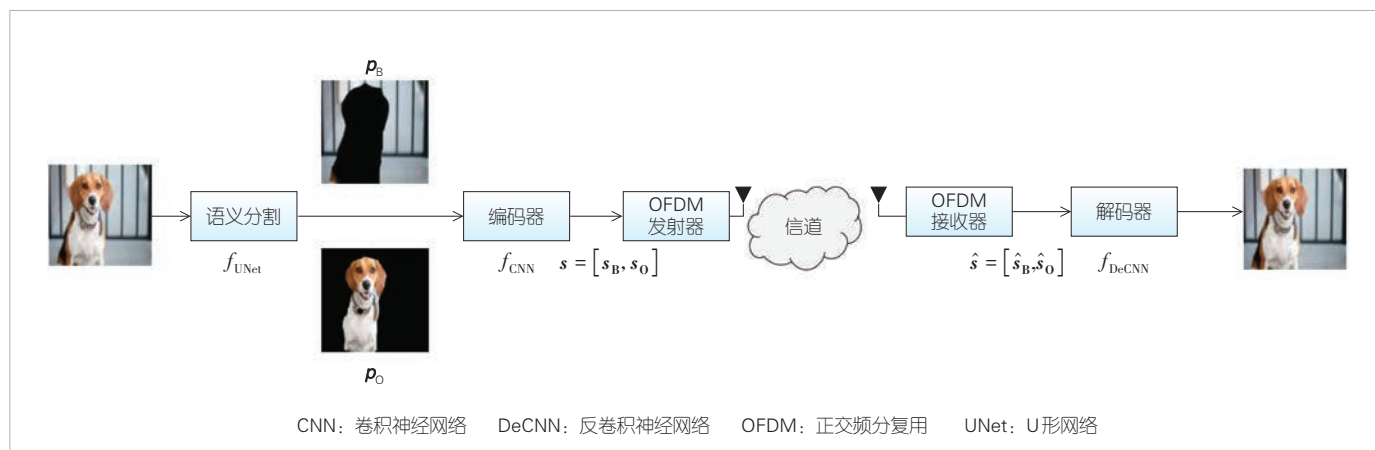 p_B
语义分割
f_UNet
p_O
编码器
f_CNN
s = [s_B, s_O]
OFDM
发射器
信道
OFDM
接收器
ŝ = [ŝ_B,ŝ_O]
解码器
f_DeCNN
CNN：卷积神经网络 DeCNN：反卷积神经网络 OFDM：正交频分复用 UNet：U形网络